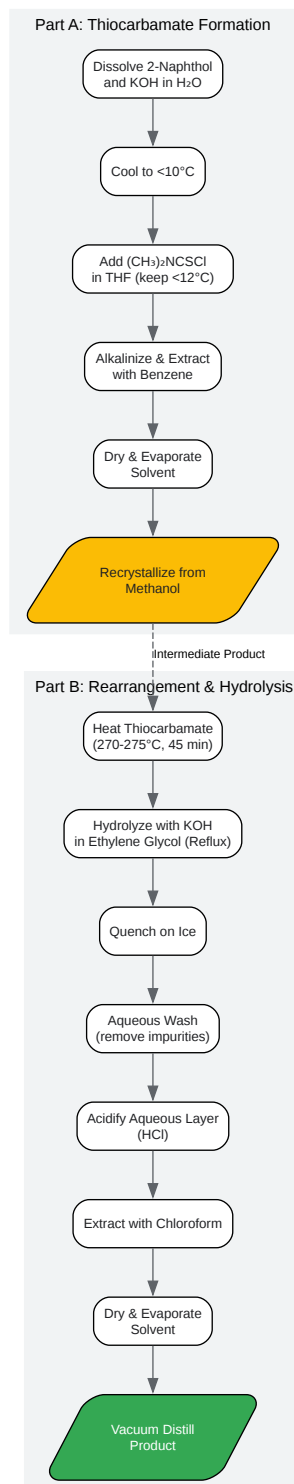 Part A: Thiocarbamate Formation
Dissolve 2-Naphthol
and KOH in H₂O
Cool to <10°C
Add (CH₃)₂NCSCl
in THF (keep <12°C)
Alkalinize & Extract
with Benzene
Dry & Evaporate
Solvent
Recrystallize from
Methanol
Intermediate Product
Part B: Rearrangement & Hydrolysis
Heat Thiocarbamate
(270-275°C, 45 min)
Hydrolyze with KOH
in Ethylene Glycol (Reflux)
Quench on Ice
Aqueous Wash
(remove impurities)
Acidify Aqueous Layer
(HCl)
Extract with Chloroform
Dry & Evaporate
Solvent
Vacuum Distill
Product